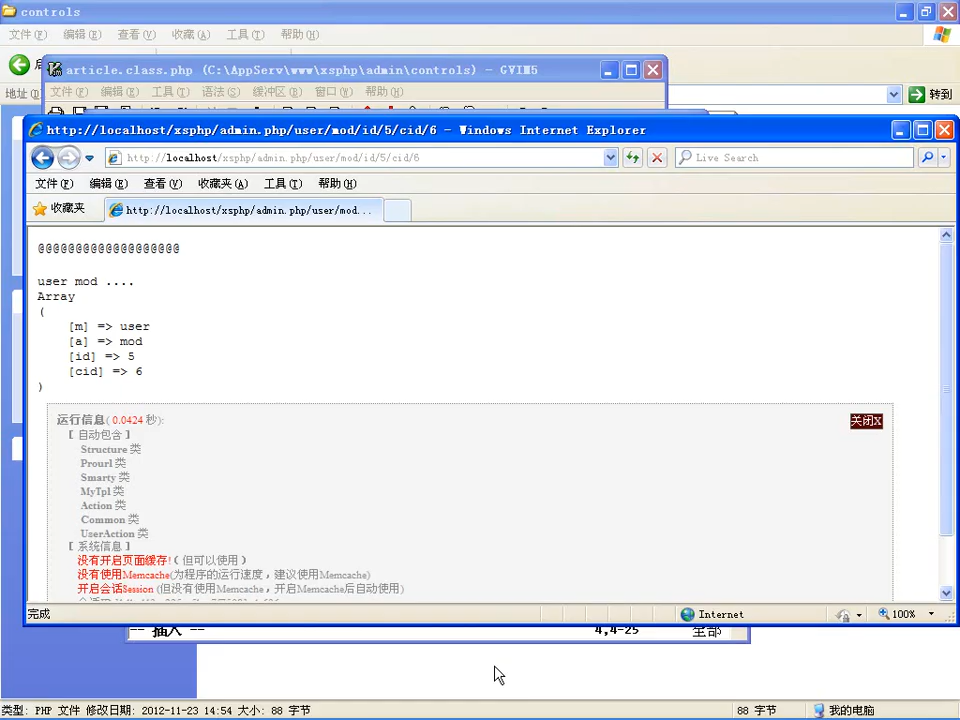 controls
文件(F) 编辑(E) 查看(V) 收藏(A) 工具(T) 帮助(H)
article.class.php (C:\AppServ\www\xsphp\admin\controls) - GVIM5
地址(D) 转到
文件(F) 编辑(E) 工具(T) 语法(S) 缓冲区(B) 窗口(W) 帮助(H)
http://localhost/xsphp/admin.php/user/mod/id/5/cid/6 - Windows Internet Explorer
http://localhost/xsphp/admin.php/user/mod/id/5/cid/6 Live Search
文件(F) 编辑(E) 查看(V) 收藏夹(A) 工具(T) 帮助(H)
收藏夹 http://localhost/xsphp/admin.php/user/mod...
@@@@@@@@@@@@@@@@@@@
user mod ....
Array
(
[m] => user
[a] => mod
[id] => 5
[cid] => 6
)
运行信息( 0.0424 秒): 关闭X
[ 自动包含 ]
Structure 类
Prourl 类
Smarty 类
MyTpl 类
Action 类
Common 类
UserAction 类
[ 系统信息 ]
没有开启页面缓存!( 但可以使用 )
没有使用Memcache(为程序的运行速度，建议使用Memcache)
开启会话Session (但没有使用Memcache，开启Memcache后自动使用)
完成 Internet 100%
-- 插入 -- 4,4-25 全部
类型: PHP 文件 修改日期: 2012-11-23 14:54 大小: 88 字节 88 字节 我的电脑